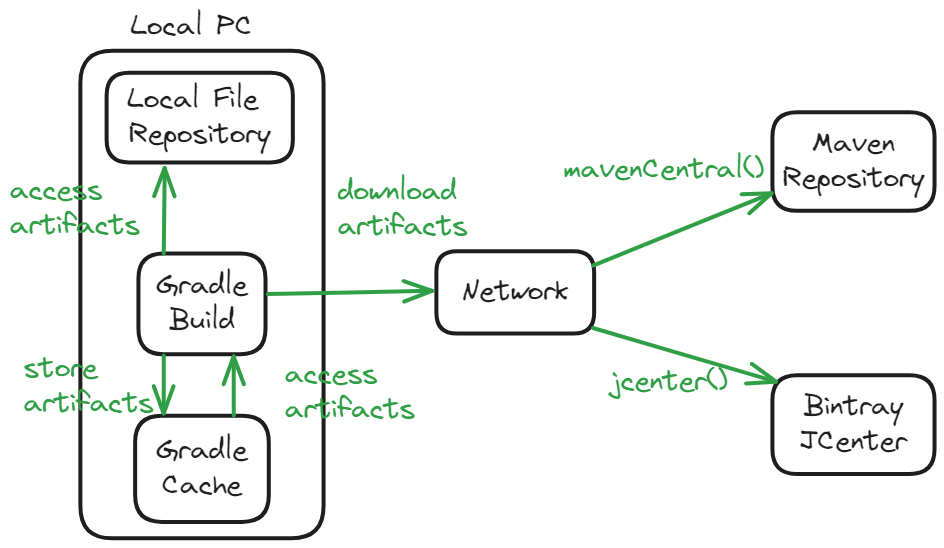 Local PC
Local File
Repository
access
artifacts
download
artifacts
mavenCentral()
Maven
Repository
Gradle
Build
Network
store
artifacts
access
artifacts
jcenter()
Bintray
JCenter
Gradle
Cache